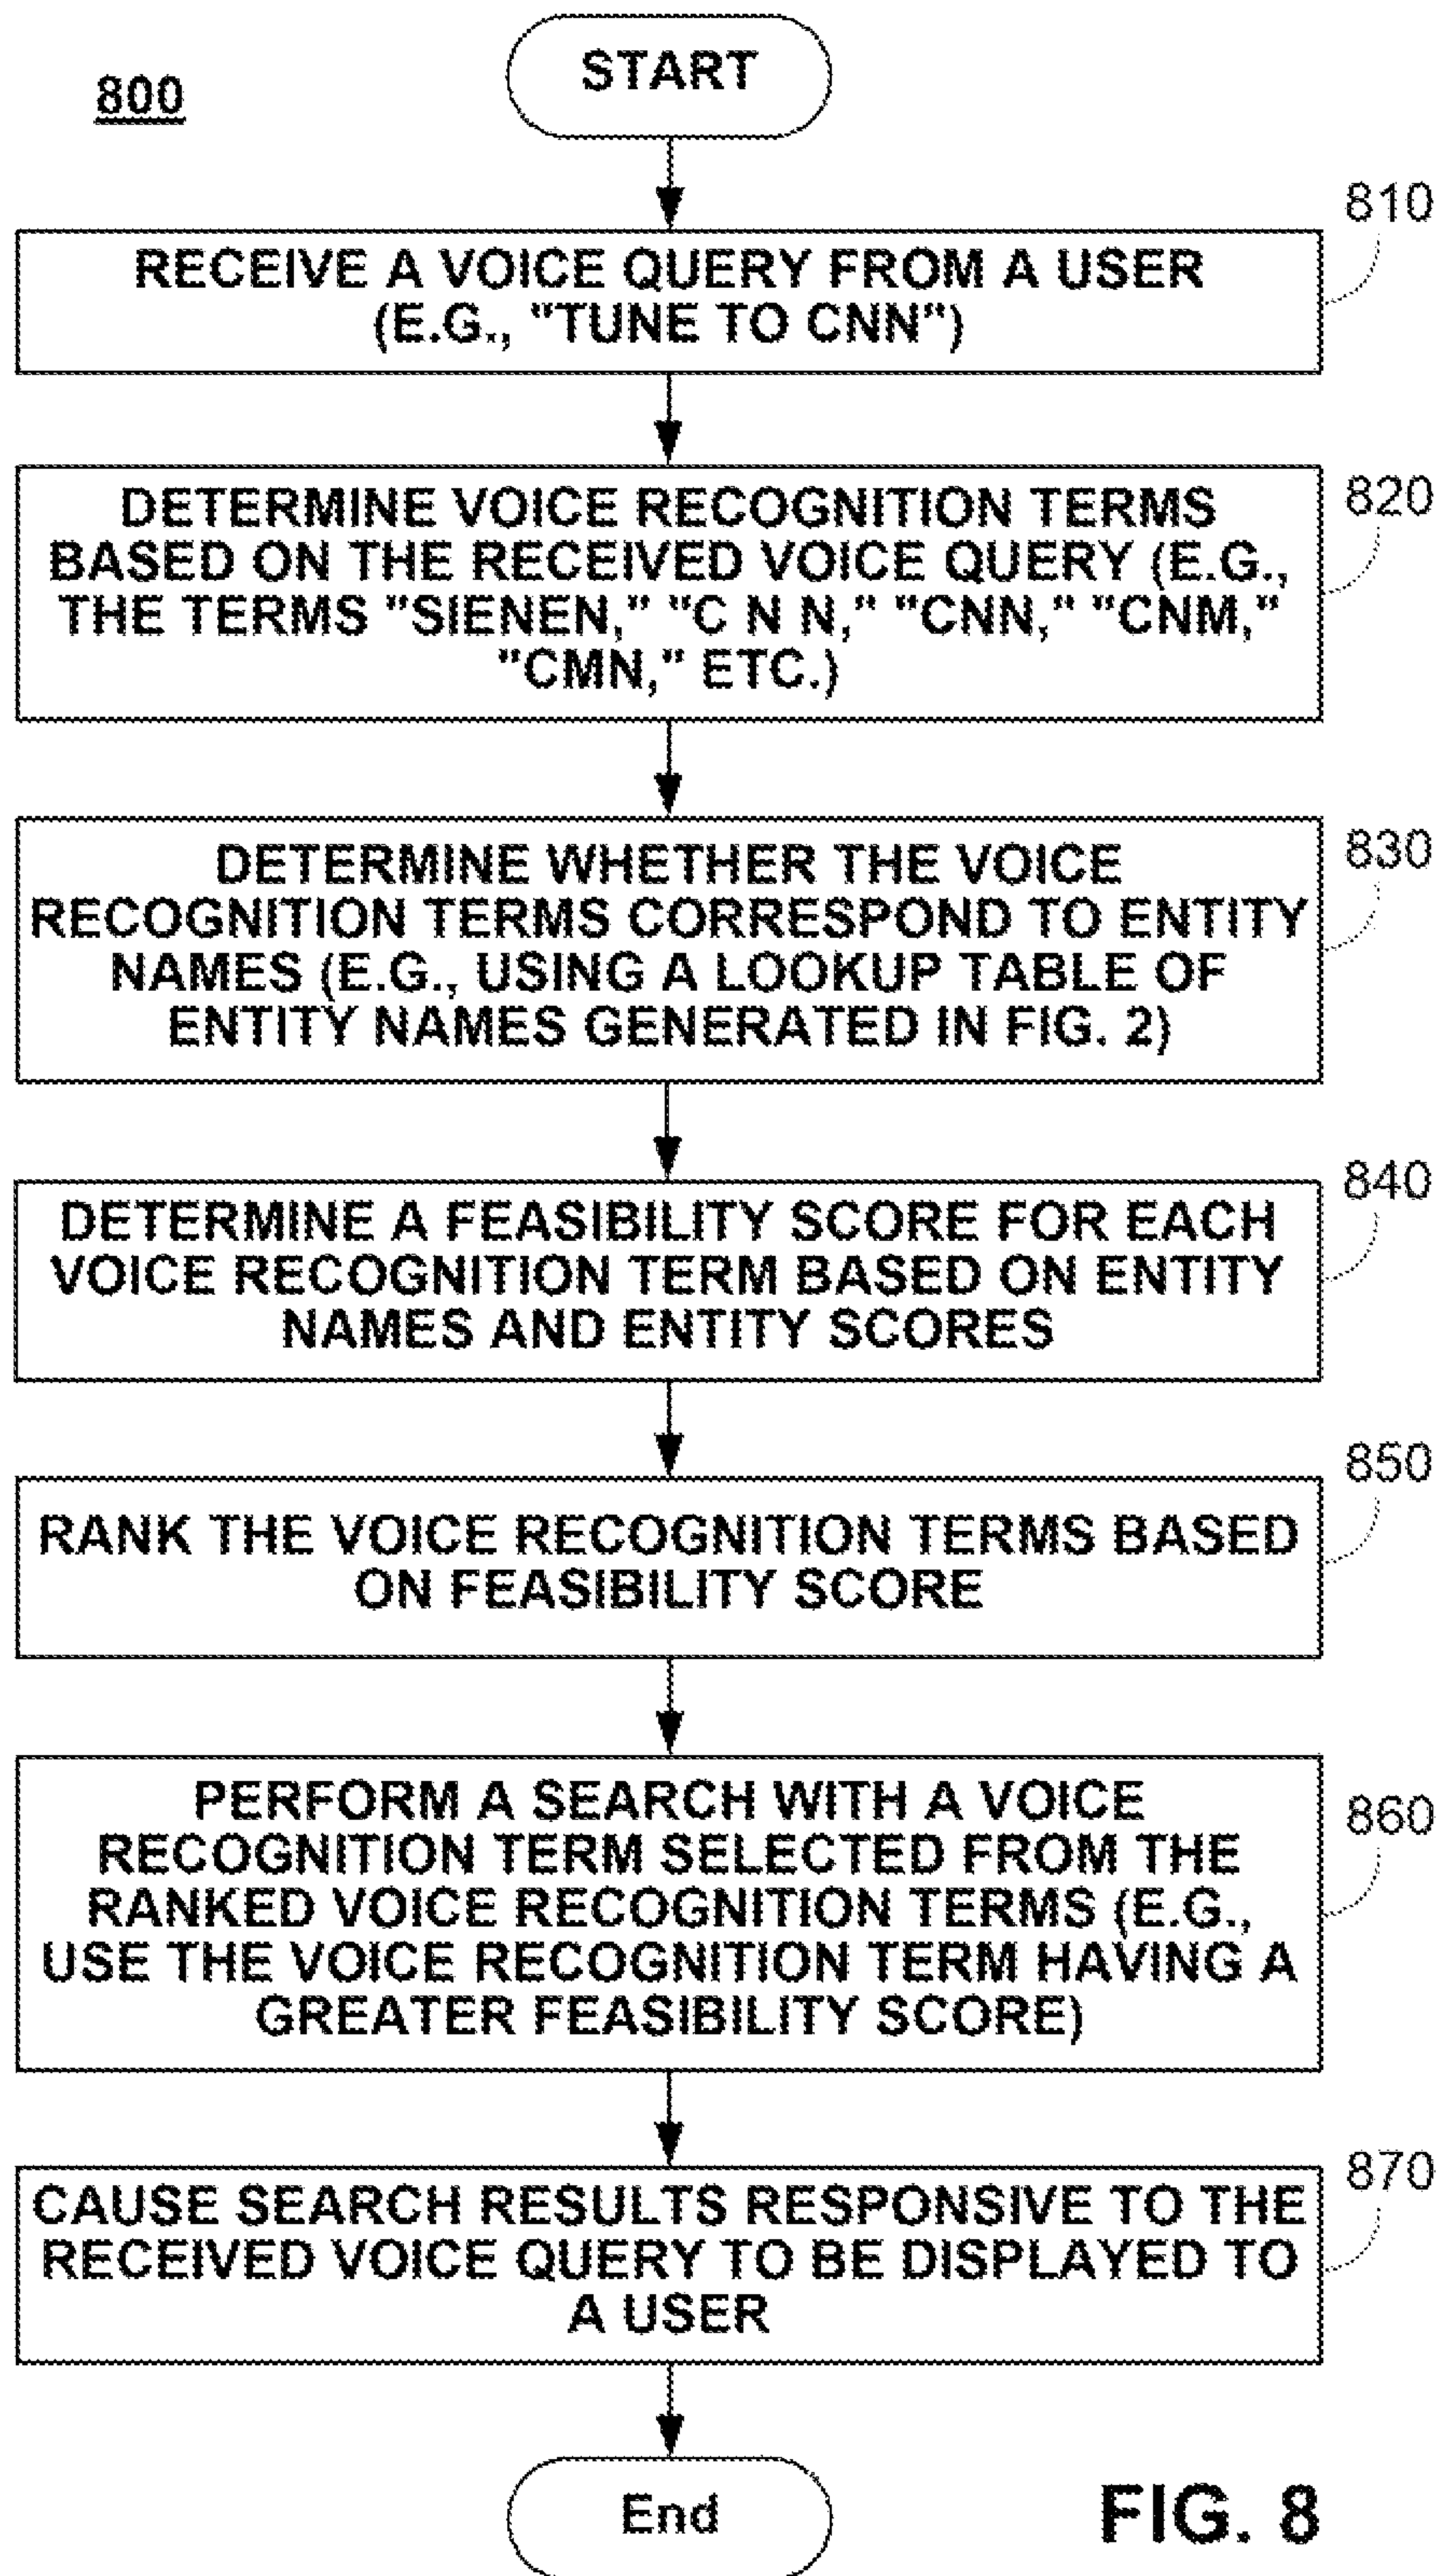 800
START
810
RECEIVE A VOICE QUERY FROM A USER
(E.G., "TUNE TO CNN")
820
DETERMINE VOICE RECOGNITION TERMS
BASED ON THE RECEIVED VOICE QUERY (E.G.,
THE TERMS "SIENEN," "C N N," "CNN," "CNM,"
"CMN," ETC.)
830
DETERMINE WHETHER THE VOICE
RECOGNITION TERMS CORRESPOND TO ENTITY
NAMES (E.G., USING A LOOKUP TABLE OF
ENTITY NAMES GENERATED IN FIG. 2)
840
DETERMINE A FEASIBILITY SCORE FOR EACH
VOICE RECOGNITION TERM BASED ON ENTITY
NAMES AND ENTITY SCORES
850
RANK THE VOICE RECOGNITION TERMS BASED
ON FEASIBILITY SCORE
860
PERFORM A SEARCH WITH A VOICE
RECOGNITION TERM SELECTED FROM THE
RANKED VOICE RECOGNITION TERMS (E.G.,
USE THE VOICE RECOGNITION TERM HAVING A
GREATER FEASIBILITY SCORE)
870
CAUSE SEARCH RESULTS RESPONSIVE TO THE
RECEIVED VOICE QUERY TO BE DISPLAYED TO
A USER
End
FIG. 8